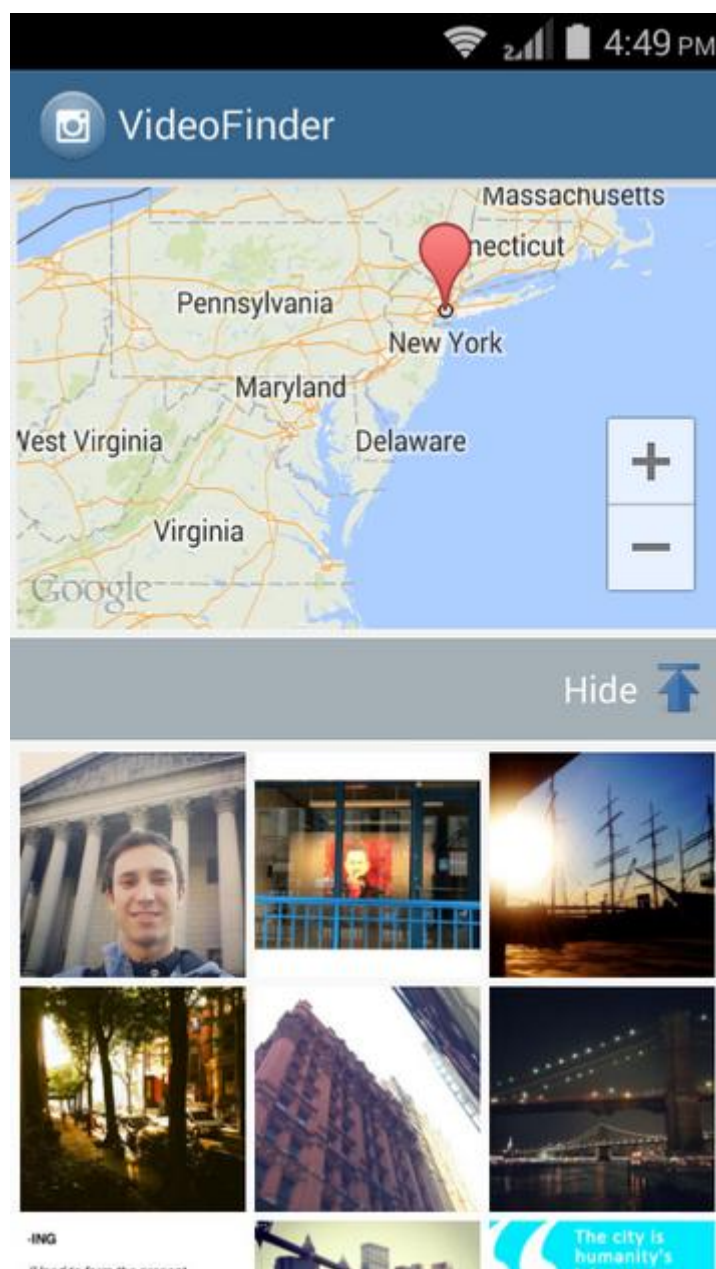 2 4:49 PM
VideoFinder
Massachusetts
necticut
Pennsylvania
New York
Maryland
West Virginia
Delaware
Virginia
Google
Hide
-ING
The city is
humanity's